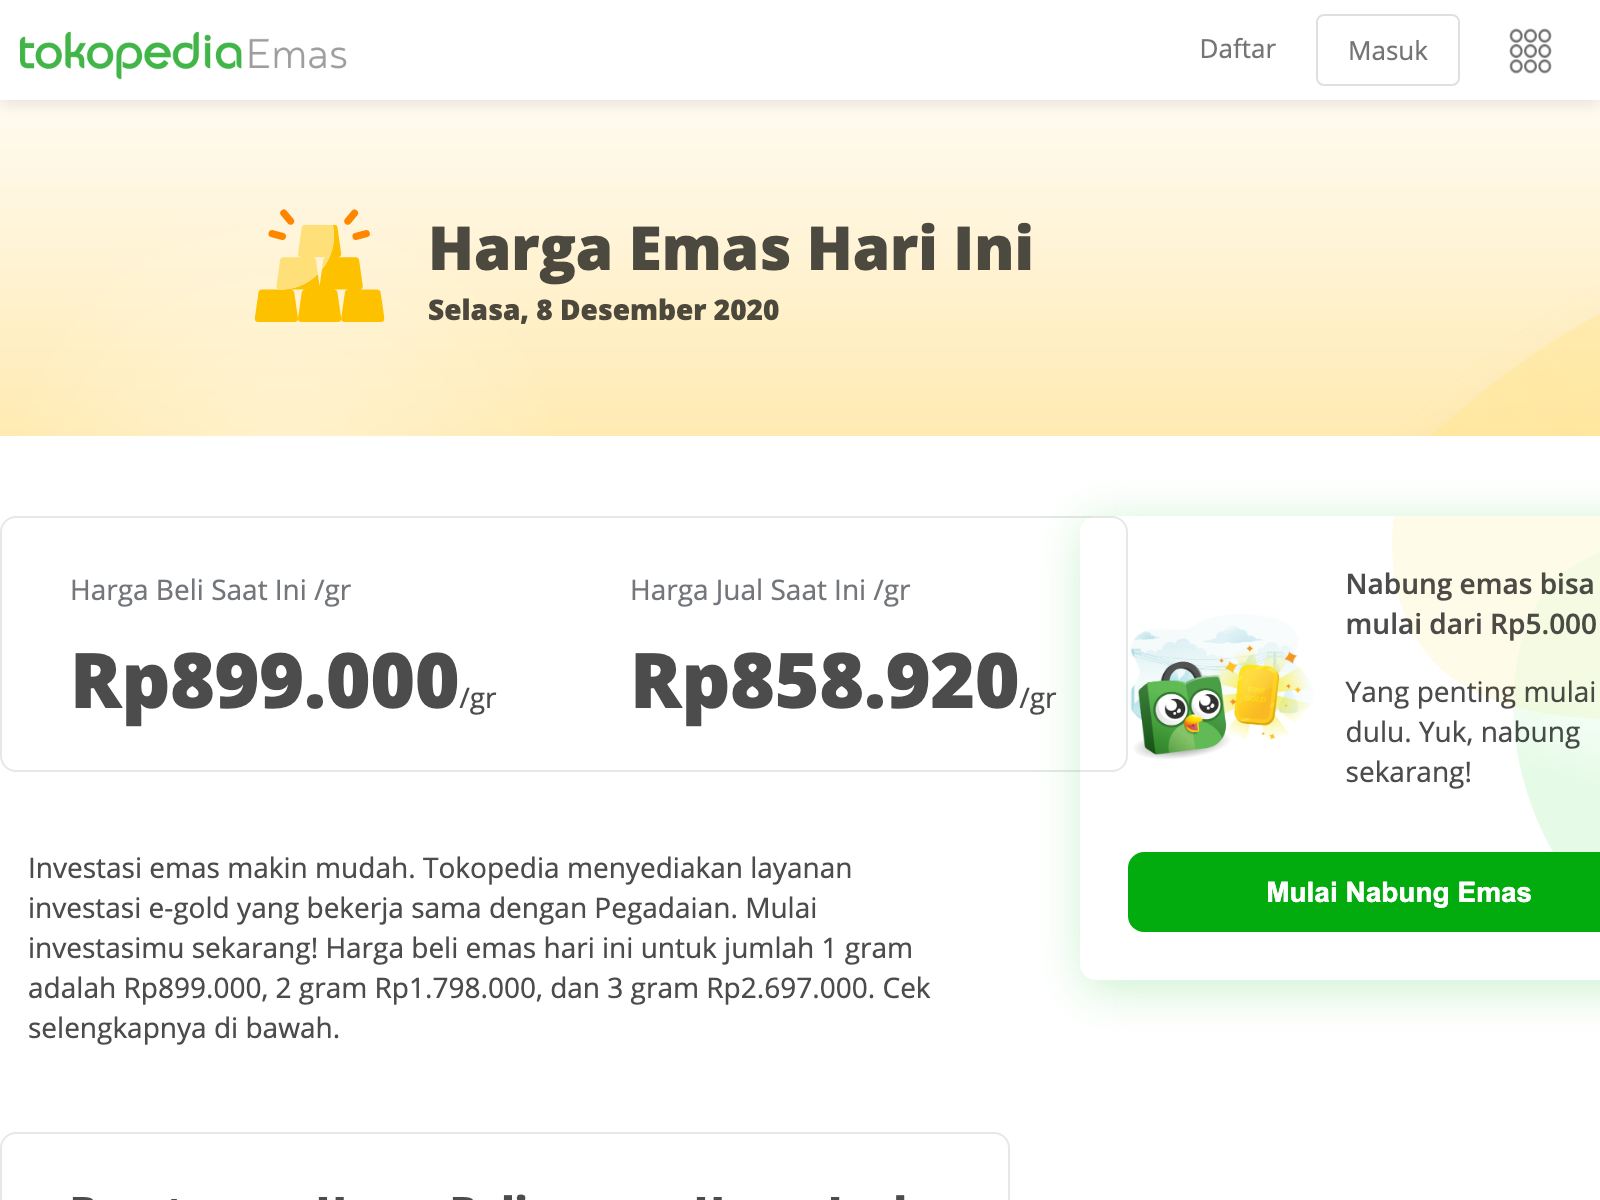 tokopediaEmas
Daftar
Masuk
Harga Emas Hari Ini
Selasa, 8 Desember 2020
Harga Beli Saat Ini /gr
Rp899.000/gr
Harga Jual Saat Ini /gr
Rp858.920/gr
Nabung emas bisa
mulai dari Rp5.000
Yang penting mulai
dulu. Yuk, nabung
sekarang!
Mulai Nabung Emas
Investasi emas makin mudah. Tokopedia menyediakan layanan
investasi e-gold yang bekerja sama dengan Pegadaian. Mulai
investasimu sekarang! Harga beli emas hari ini untuk jumlah 1 gram
adalah Rp899.000, 2 gram Rp1.798.000, dan 3 gram Rp2.697.000. Cek
selengkapnya di bawah.